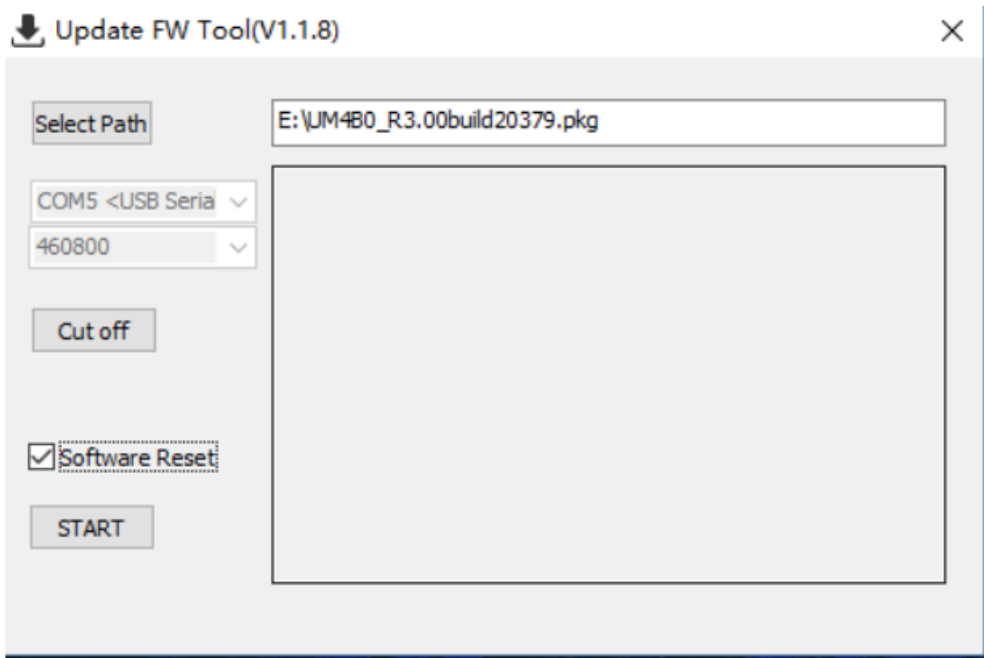 Update FW Tool(V1.1.8)
Select Path
E:\UM4B0_R3.00build20379.pkg
COM5 <USB Seria
460800
Cut off
Software Reset
START